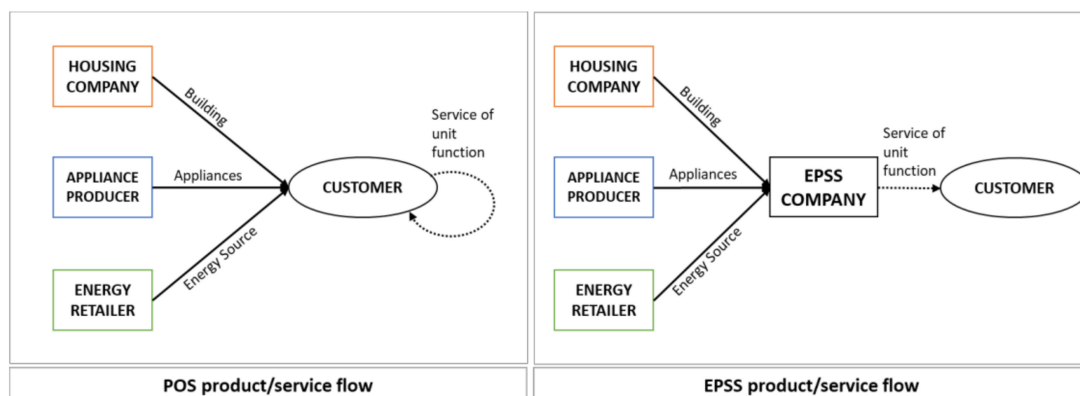 HOUSING
COMPANY
Building
Service of
unit
function
APPLIANCE
PRODUCER
Appliances
CUSTOMER
Energy Source
ENERGY
RETAILER
POS product/service flow
HOUSING
COMPANY
Building
Service of
unit
function
APPLIANCE
PRODUCER
Appliances
EPSS
COMPANY
CUSTOMER
Energy Source
ENERGY
RETAILER
EPSS product/service flow